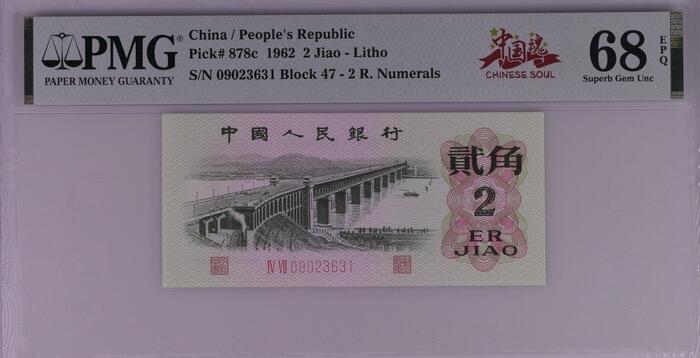 PMG
PAPER MONEY GUARANTY
China / People's Republic
Pick# 878c 1962 2 Jiao - Litho
S/N 09023631 Block 47 - 2 R. Numerals
中国魂
CHINESE SOUL
68
EPQ
Superb Gem Unc
中國人民銀行
貳角
2
ER
JIAO
Ⅳ Ⅶ 09023631